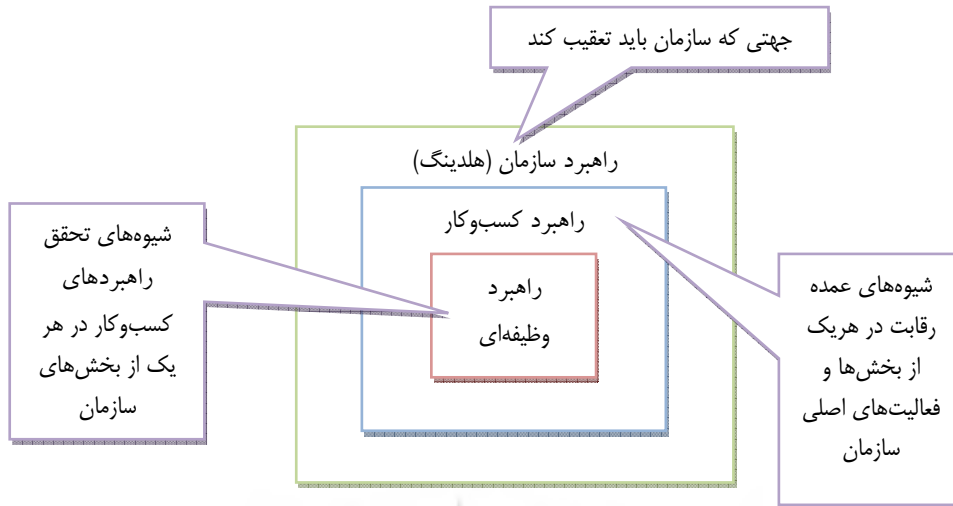 جهتی که سازمان باید تعقیب کند
راهبرد سازمان (هلدینگ)
راهبرد کسب‌وکار
راهبرد
وظیفه‌ای
شیوه‌های عمده
رقابت در هریک
از بخش‌ها و
فعالیت‌های اصلی
سازمان
شیوه‌های تحقق
راهبردهای
کسب‌وکار در هر
یک از بخش‌های
سازمان